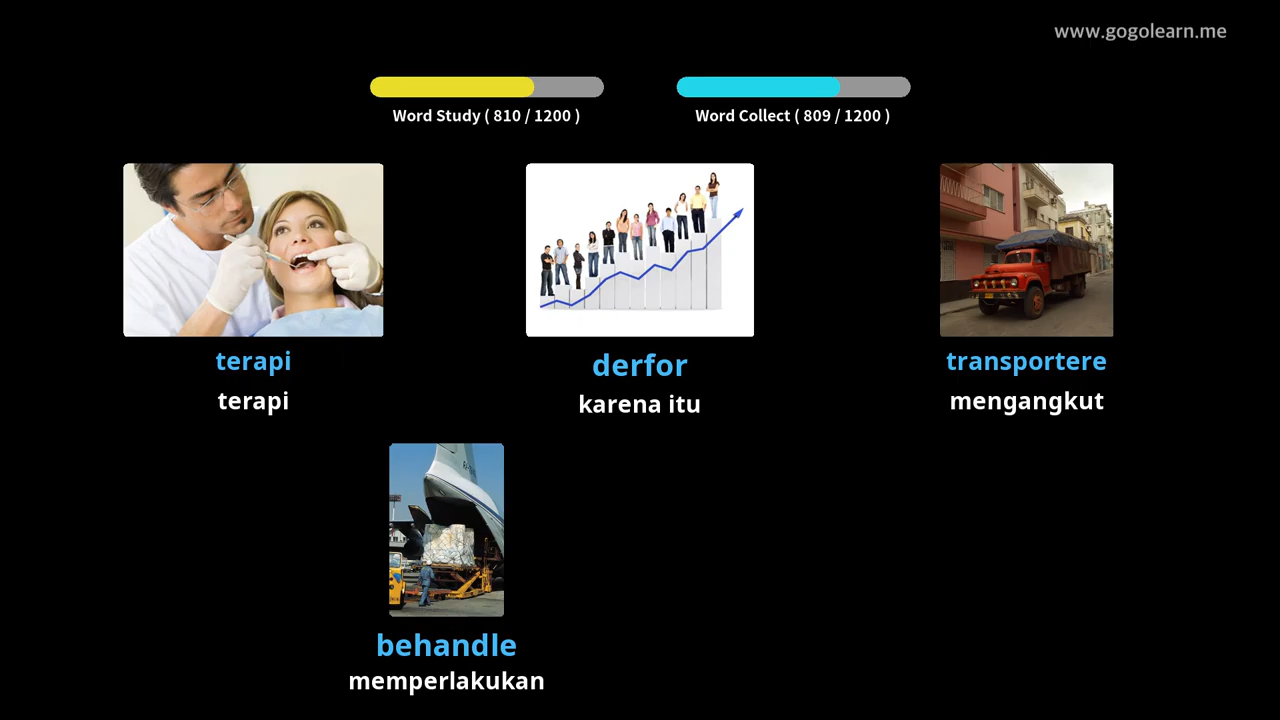 www.gogolearn.me
Word Study ( 810 / 1200 )
Word Collect ( 809 / 1200 )
terapi
terapi
derfor
karena itu
transportere
mengangkut
behandle
memperlakukan